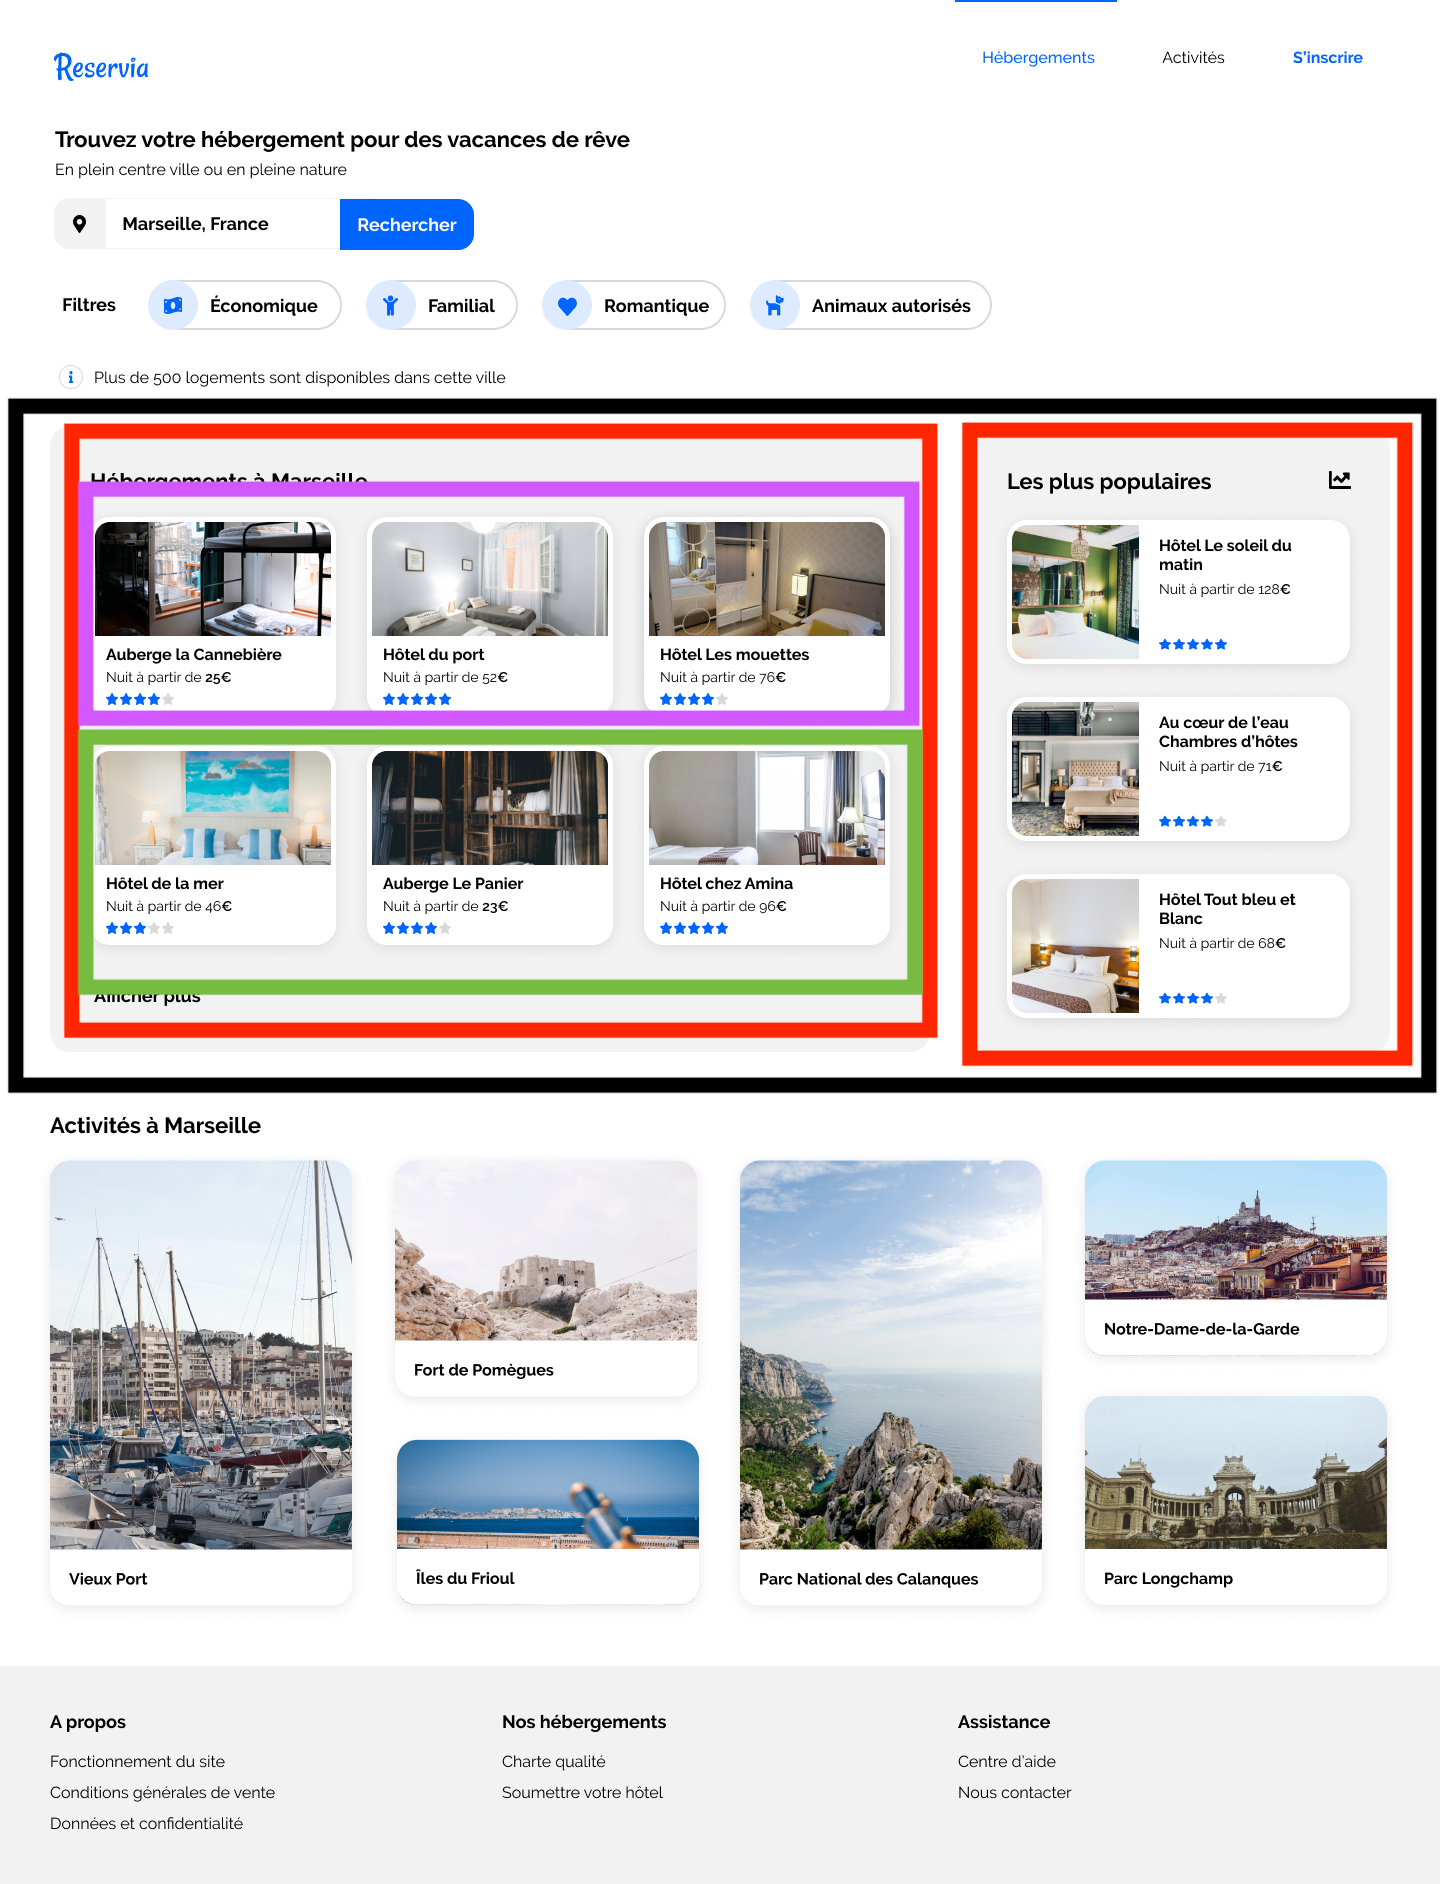 Reservia
Hébergements
Activités
S'inscrire
Trouvez votre hébergement pour des vacances de rêve
En plein centre ville ou en pleine nature
Marseille, France
Rechercher
Filtres
Économique
Familial
Romantique
Animaux autorisés
Plus de 500 logements sont disponibles dans cette ville
Hébergements à Marseille
Auberge la Cannebière
Nuit à partir de 25€
Hôtel du port
Nuit à partir de 52€
Hôtel Les mouettes
Nuit à partir de 76€
Hôtel de la mer
Nuit à partir de 46€
Auberge Le Panier
Nuit à partir de 23€
Hôtel chez Amina
Nuit à partir de 96€
Afficher plus
Les plus populaires
Hôtel Le soleil du
matin
Nuit à partir de 128€
Au cœur de l'eau
Chambres d'hôtes
Nuit à partir de 71€
Hôtel Tout bleu et
Blanc
Nuit à partir de 68€
Activités à Marseille
Vieux Port
Fort de Pomègues
Îles du Frioul
Parc National des Calanques
Notre-Dame-de-la-Garde
Parc Longchamp
A propos
Fonctionnement du site
Conditions générales de vente
Données et confidentialité
Nos hébergements
Charte qualité
Soumettre votre hôtel
Assistance
Centre d'aide
Nous contacter